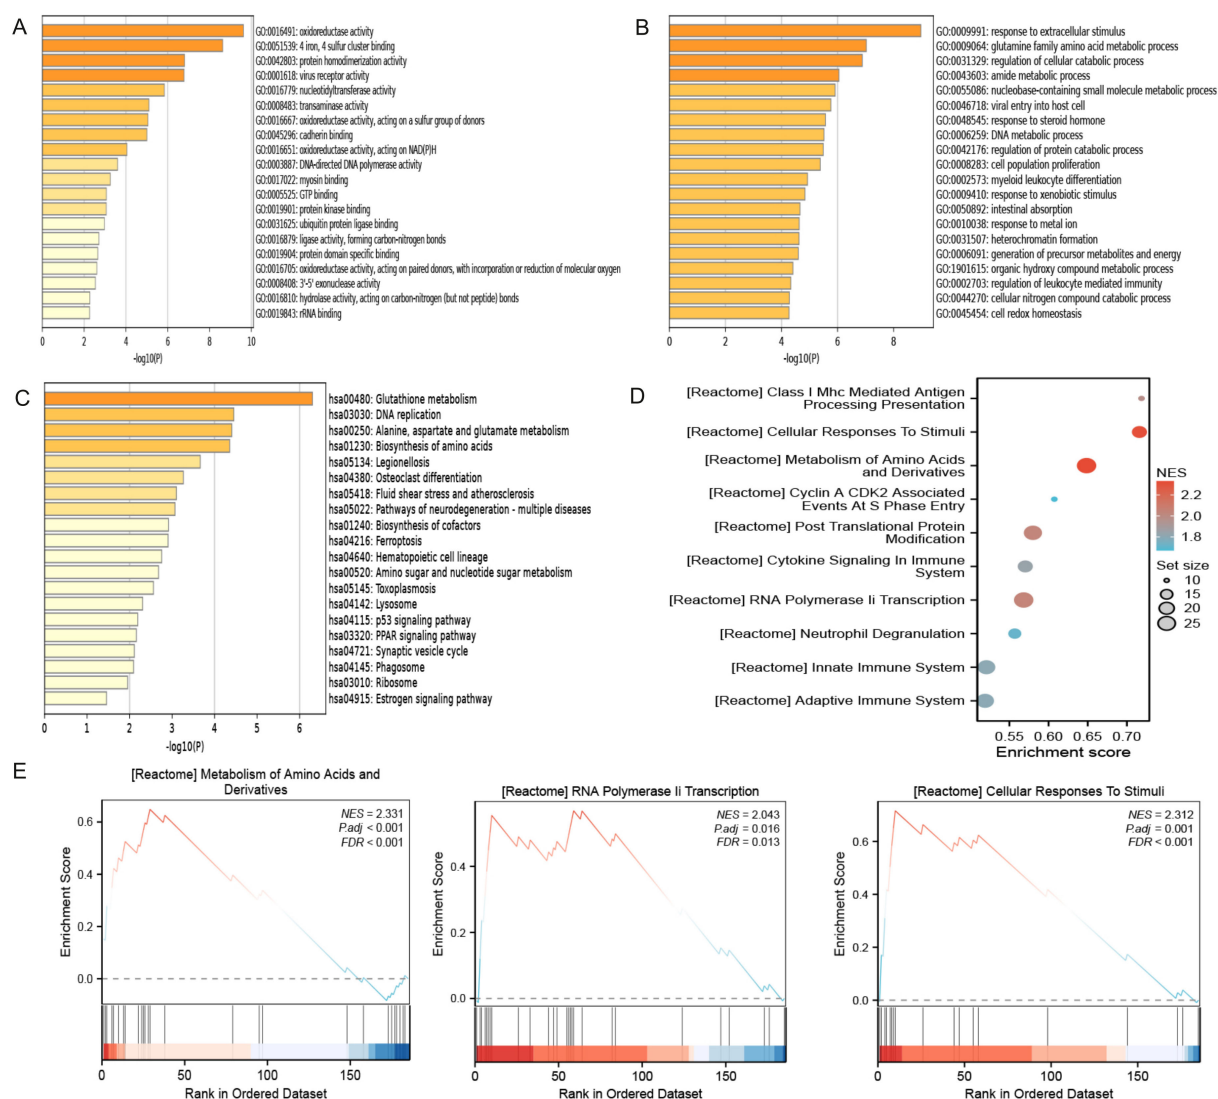 A
GO:0016491: oxidoreductase activity
GO:0051539: 4 iron, 4 sulfur cluster binding
GO:0042803: protein homodimerization activity
GO:0001618: virus receptor activity
GO:0016779: nucleotidyltransferase activity
GO:0008483: transaminase activity
GO:0016667: oxidoreductase activity, acting on a sulfur group of donors
GO:0045296: cadherin binding
GO:0016651: oxidoreductase activity, acting on NAD(P)H
GO:0003887: DNA-directed DNA polymerase activity
GO:0017022: myosin binding
GO:0005525: GTP binding
GO:0019901: protein kinase binding
GO:0031625: ubiquitin protein ligase binding
GO:0016879: ligase activity, forming carbon-nitrogen bonds
GO:0019904: protein domain specific binding
GO:0016705: oxidoreductase activity, acting on paired donors, with incorporation or reduction of molecular oxygen
GO:0008408: 3'-5' exonuclease activity
GO:0016810: hydrolase activity, acting on carbon-nitrogen (but not peptide) bonds
GO:0019843: rRNA binding
0 2 4 6 8 10
-log10(P)
B
GO:0009991: response to extracellular stimulus
GO:0009064: glutamine family amino acid metabolic process
GO:0031329: regulation of cellular catabolic process
GO:0043603: amide metabolic process
GO:0055086: nucleobase-containing small molecule metabolic process
GO:0046718: viral entry into host cell
GO:0048545: response to steroid hormone
GO:0006259: DNA metabolic process
GO:0042176: regulation of protein catabolic process
GO:0008283: cell population proliferation
GO:0002573: myeloid leukocyte differentiation
GO:0009410: response to xenobiotic stimulus
GO:0050892: intestinal absorption
GO:0010038: response to metal ion
GO:0031507: heterochromatin formation
GO:0006091: generation of precursor metabolites and energy
GO:1901615: organic hydroxy compound metabolic process
GO:0002703: regulation of leukocyte mediated immunity
GO:0044270: cellular nitrogen compound catabolic process
GO:0045454: cell redox homeostasis
0 2 4 6 8
-log10(P)
C
hsa00480: Glutathione metabolism
hsa03030: DNA replication
hsa00250: Alanine, aspartate and glutamate metabolism
hsa01230: Biosynthesis of amino acids
hsa05134: Legionellosis
hsa04380: Osteoclast differentiation
hsa05418: Fluid shear stress and atherosclerosis
hsa05022: Pathways of neurodegeneration - multiple diseases
hsa01240: Biosynthesis of cofactors
hsa04216: Ferroptosis
hsa04640: Hematopoietic cell lineage
hsa00520: Amino sugar and nucleotide sugar metabolism
hsa05145: Toxoplasmosis
hsa04142: Lysosome
hsa04115: p53 signaling pathway
hsa03320: PPAR signaling pathway
hsa04721: Synaptic vesicle cycle
hsa04145: Phagosome
hsa03010: Ribosome
hsa04915: Estrogen signaling pathway
0 1 2 3 4 5 6
-log10(P)
D
[Reactome] Class I Mhc Mediated Antigen
Processing Presentation
[Reactome] Cellular Responses To Stimuli
[Reactome] Metabolism of Amino Acids
and Derivatives
[Reactome] Cyclin A CDK2 Associated
Events At S Phase Entry
[Reactome] Post Translational Protein
Modification
[Reactome] Cytokine Signaling In Immune
System
[Reactome] RNA Polymerase Ii Transcription
[Reactome] Neutrophil Degranulation
[Reactome] Innate Immune System
[Reactome] Adaptive Immune System
0.55 0.60 0.65 0.70
Enrichment score
NES
2.2
2.0
1.8
Set size
10
15
20
25
E
[Reactome] Metabolism of Amino Acids and
Derivatives
NES = 2.331
P.adj < 0.001
FDR < 0.001
Enrichment Score
0.6
0.4
0.2
0.0
0 50 100 150
Rank in Ordered Dataset
[Reactome] RNA Polymerase Ii Transcription
NES = 2.043
P.adj = 0.016
FDR = 0.013
Enrichment Score
0.4
0.2
0.0
0 50 100 150
Rank in Ordered Dataset
[Reactome] Cellular Responses To Stimuli
NES = 2.312
P.adj = 0.001
FDR < 0.001
Enrichment Score
0.6
0.4
0.2
0.0
0 50 100 150
Rank in Ordered Dataset